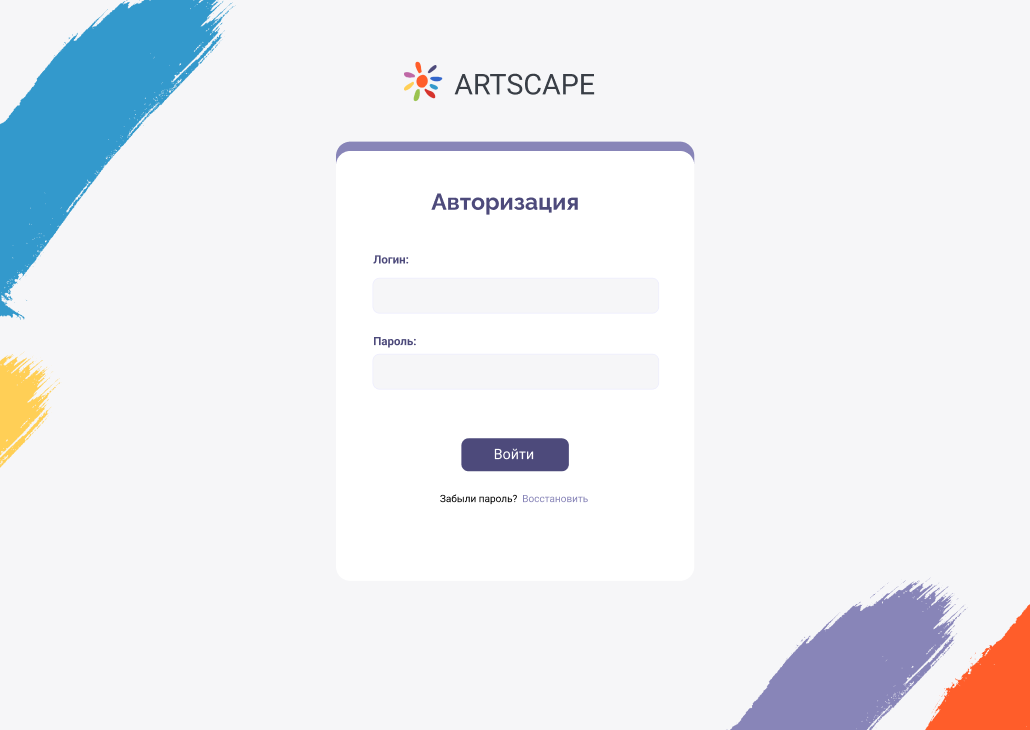 ARTSCAPE
Авторизация
Логин:
Пароль:
Войти
Забыли пароль? Восстановить